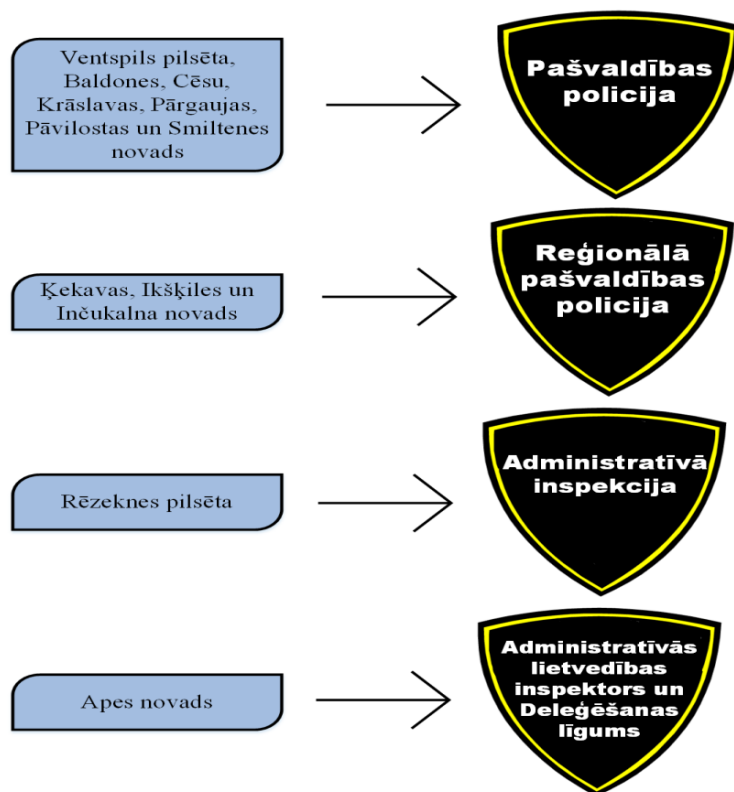 Ventspils pilsēta,
Baldones, Cēsu,
Krāslavas, Pārgaujas,
Pāvilostas un Smiltenes
novads
Pašvaldības
policija
Ķekavas, Ikšķiles un
Inčukalna novads
Reģionālā
pašvaldības
policija
Rēzeknes pilsēta
Administratīvā
inspekcija
Apes novads
Administratīvās
lietvedības
inspektors un
Deleģēšanas
līgums